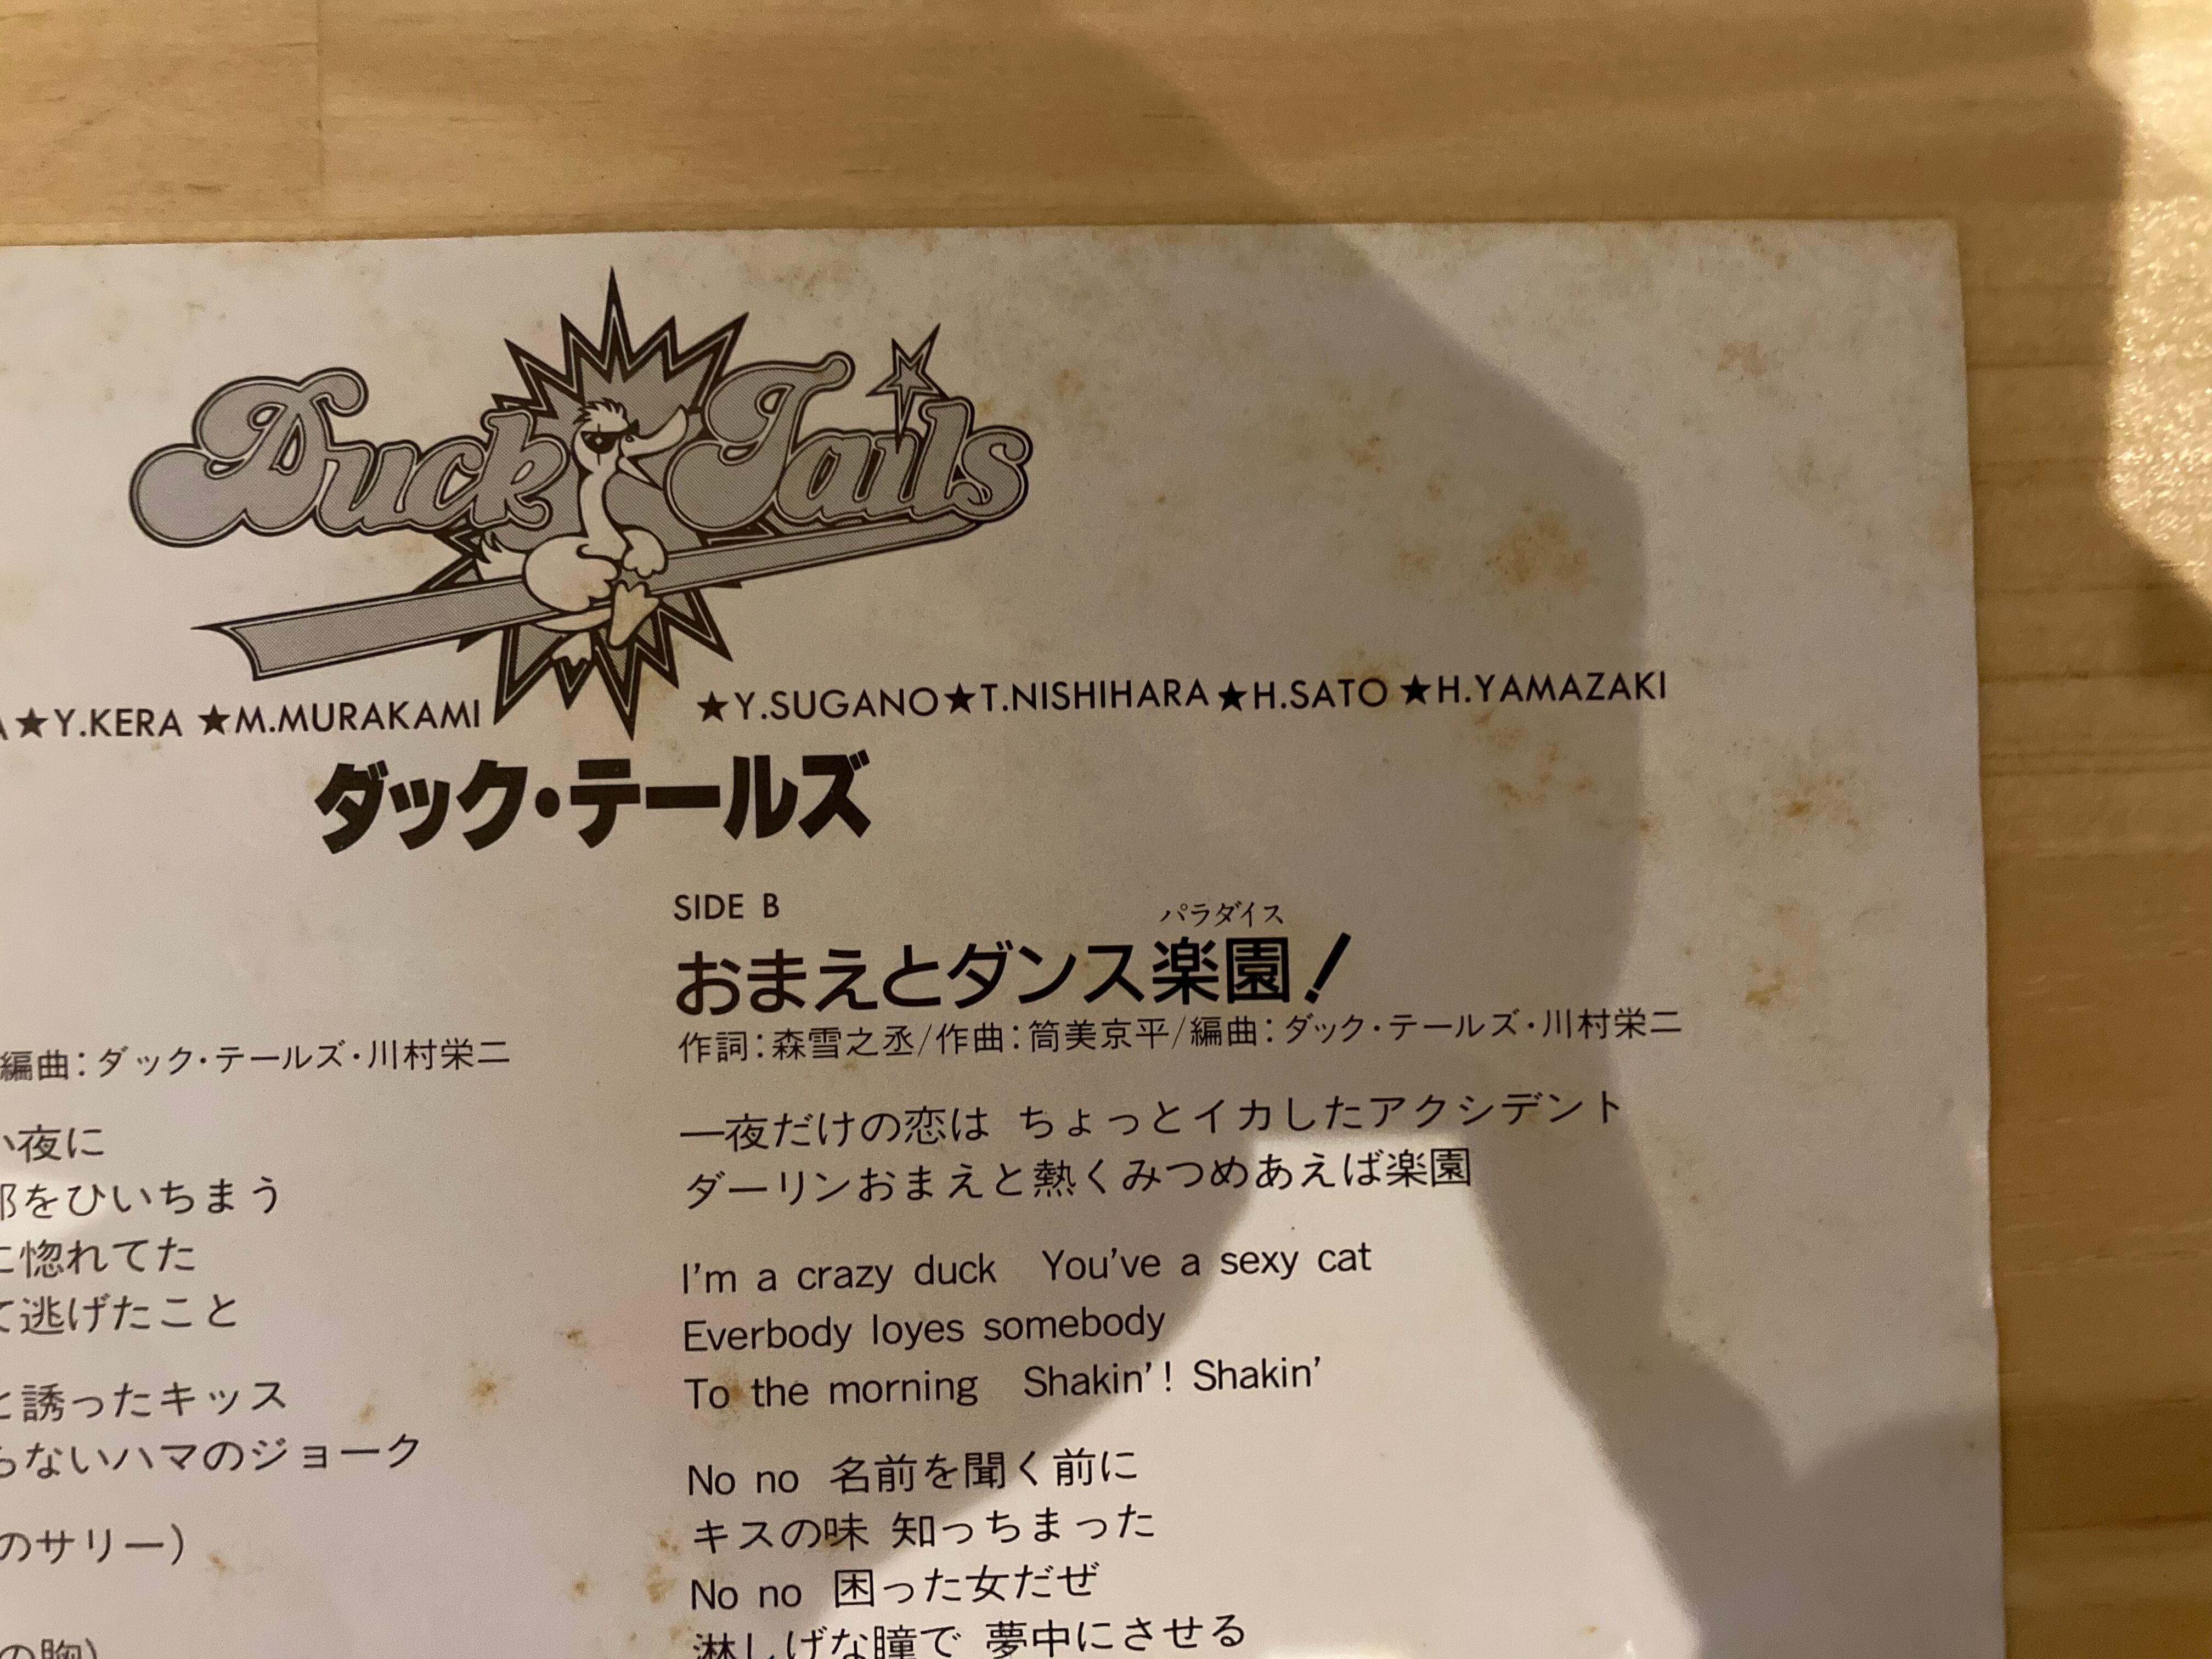 Duck Tails
★Y.KERA ★M.MURAKAMI ★Y.SUGANO★T.NISHIHARA★H.SATO ★H.YAMAZAKI
ダック・テールズ
編曲:ダック・テールズ・川村栄二
夜に
をひいちまう
惚れてた
て逃げたこと
と誘ったキッス
らないハマのジョーク
のサリー)
の胸)
SIDE B
パラダイス
おまえとダンス楽園!
作詞:森雪之丞/作曲:筒美京平/編曲:ダック・テールズ・川村栄二
一夜だけの恋は ちょっとイカしたアクシデント
ダーリンおまえと熱くみつめあえば楽園
I'm a crazy duck You've a sexy cat
Everbody loyes somebody
To the morning Shakin'! Shakin'
No no 名前を聞く前に
キスの味 知っちまった
No no 困った女だぜ
淋しげな瞳で 夢中にさせる